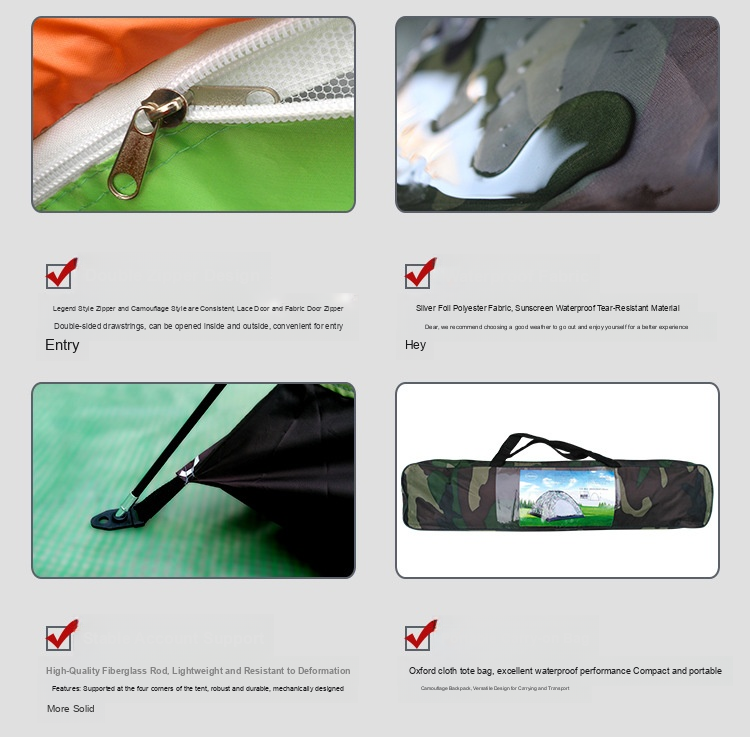 Legend Style Zipper and Camouflage Style are Consistent, Lace Door and Fabric Door Zipper
Double-sided drawstrings, can be opened inside and outside, convenient for entry
Entry
Silver Foil Polyester Fabric, Sunscreen Waterproof Tear-Resistant Material
Dear, we recommend choosing a good weather to go out and enjoy yourself for a better experience
Hey
High-Quality Fiberglass Rod, Lightweight and Resistant to Deformation
Features: Supported at the four corners of the tent, robust and durable, mechanically designed
More Solid
Oxford cloth tote bag, excellent waterproof performance Compact and portable
Camouflage Backpack, Versatile Design for Carrying and Transport